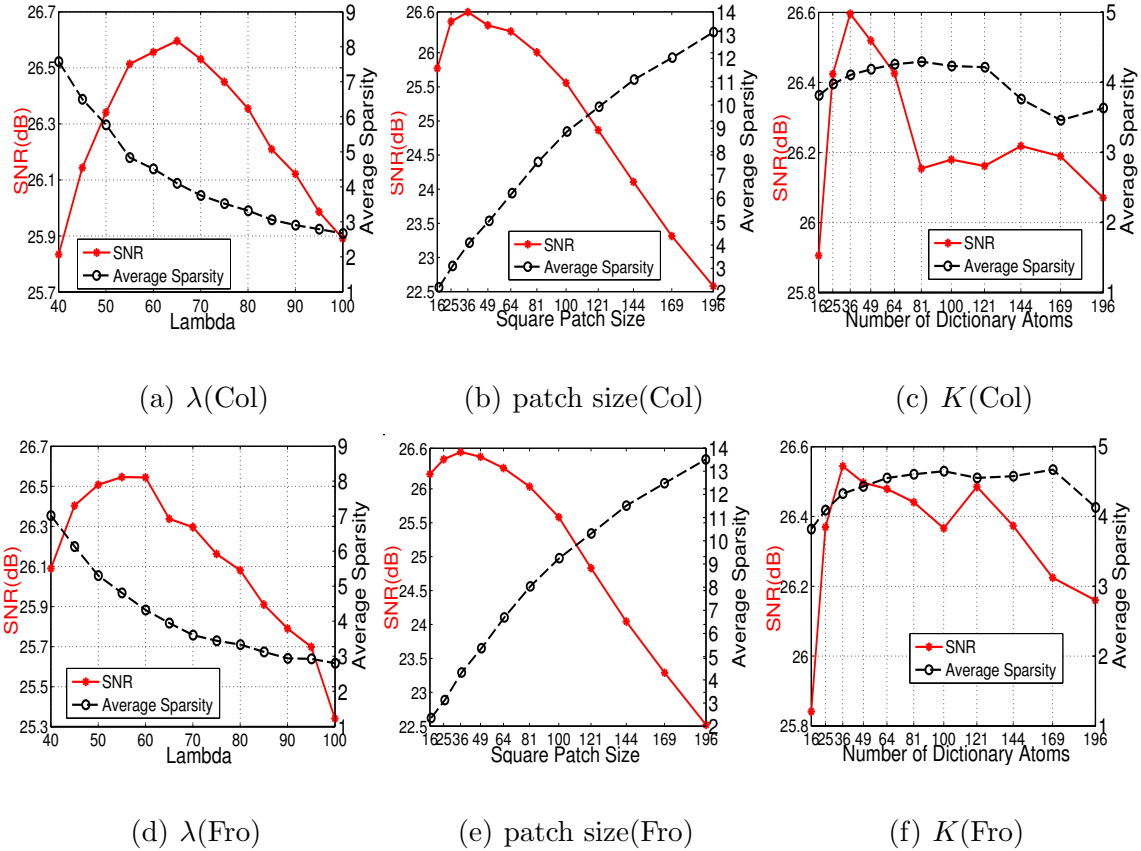 26.7
26.5
26.3
26.1
25.9
25.7
SNR(dB)
9
8
7
6
5
4
3
2
1
Average Sparsity
SNR
Average Sparsity
40 50 60 70 80 90 100
Lambda
(a) λ(Col)
26.6
26
25.5
25
24.5
24
23.5
23
22.5
SNR(dB)
14
13
12
11
10
9
8
7
6
5
4
3
2
Average Sparsity
SNR
Average Sparsity
16 25 36 49 64 81 100 121 144 169 196
Square Patch Size
(b) patch size(Col)
26.6
26.4
26.2
26
25.8
SNR(dB)
5
4
3
2
1
Average Sparsity
SNR
Average Sparsity
16 25 36 49 64 81 100 121 144 169 196
Number of Dictionary Atoms
(c) K(Col)
26.7
26.5
26.3
26.1
25.9
25.7
25.5
25.3
SNR(dB)
9
8
7
6
5
4
3
2
1
Average Sparsity
SNR
Average Sparsity
40 50 60 70 80 90 100
Lambda
(d) λ(Fro)
26.6
26
25.5
25
24.5
24
23.5
23
22.5
SNR(dB)
14
13
12
11
10
9
8
7
6
5
4
3
2
Average Sparsity
SNR
Average Sparsity
16 25 36 49 64 81 100 121 144 169 196
Square Patch Size
(e) patch size(Fro)
26.6
26.4
26.2
26
25.8
SNR(dB)
5
4
3
2
1
Average Sparsity
SNR
Average Sparsity
16 25 36 49 64 81 100 121 144 169 196
Number of Dictionary Atoms
(f) K(Fro)